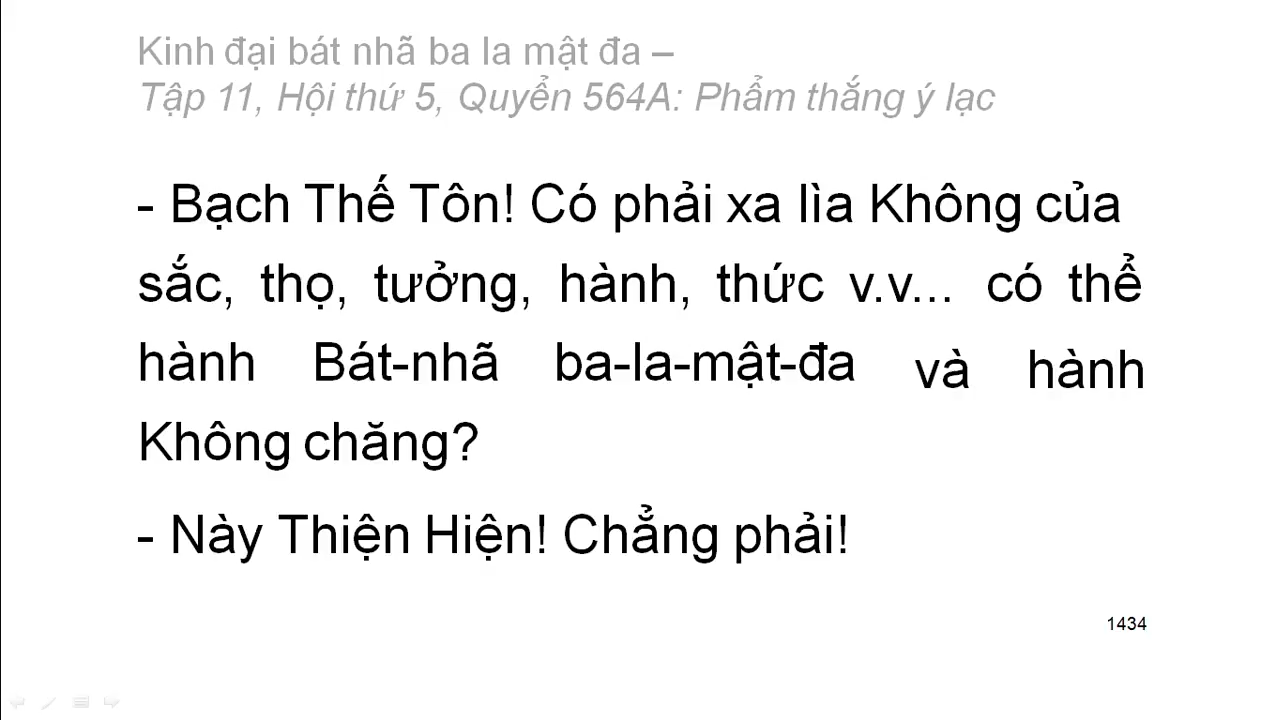 Kinh đại bát nhã ba la mật đa –
Tập 11, Hội thứ 5, Quyển 564A: Phẩm thắng ý lạc
- Bạch Thế Tôn! Có phải xa lìa Không của
sắc, thọ, tưởng, hành, thức v.v... có thể
hành Bát-nhã ba-la-mật-đa và hành
Không chăng?
- Này Thiện Hiện! Chẳng phải!
1434